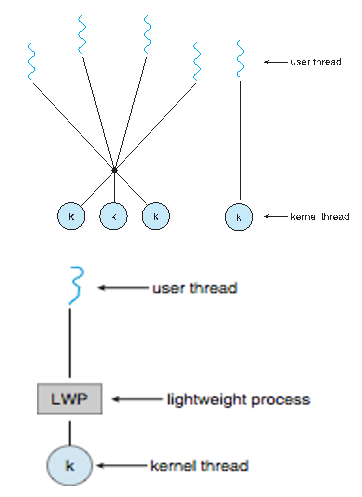 user thread
k k k k
kernel thread
user thread
LWP
lightweight process
k
kernel thread